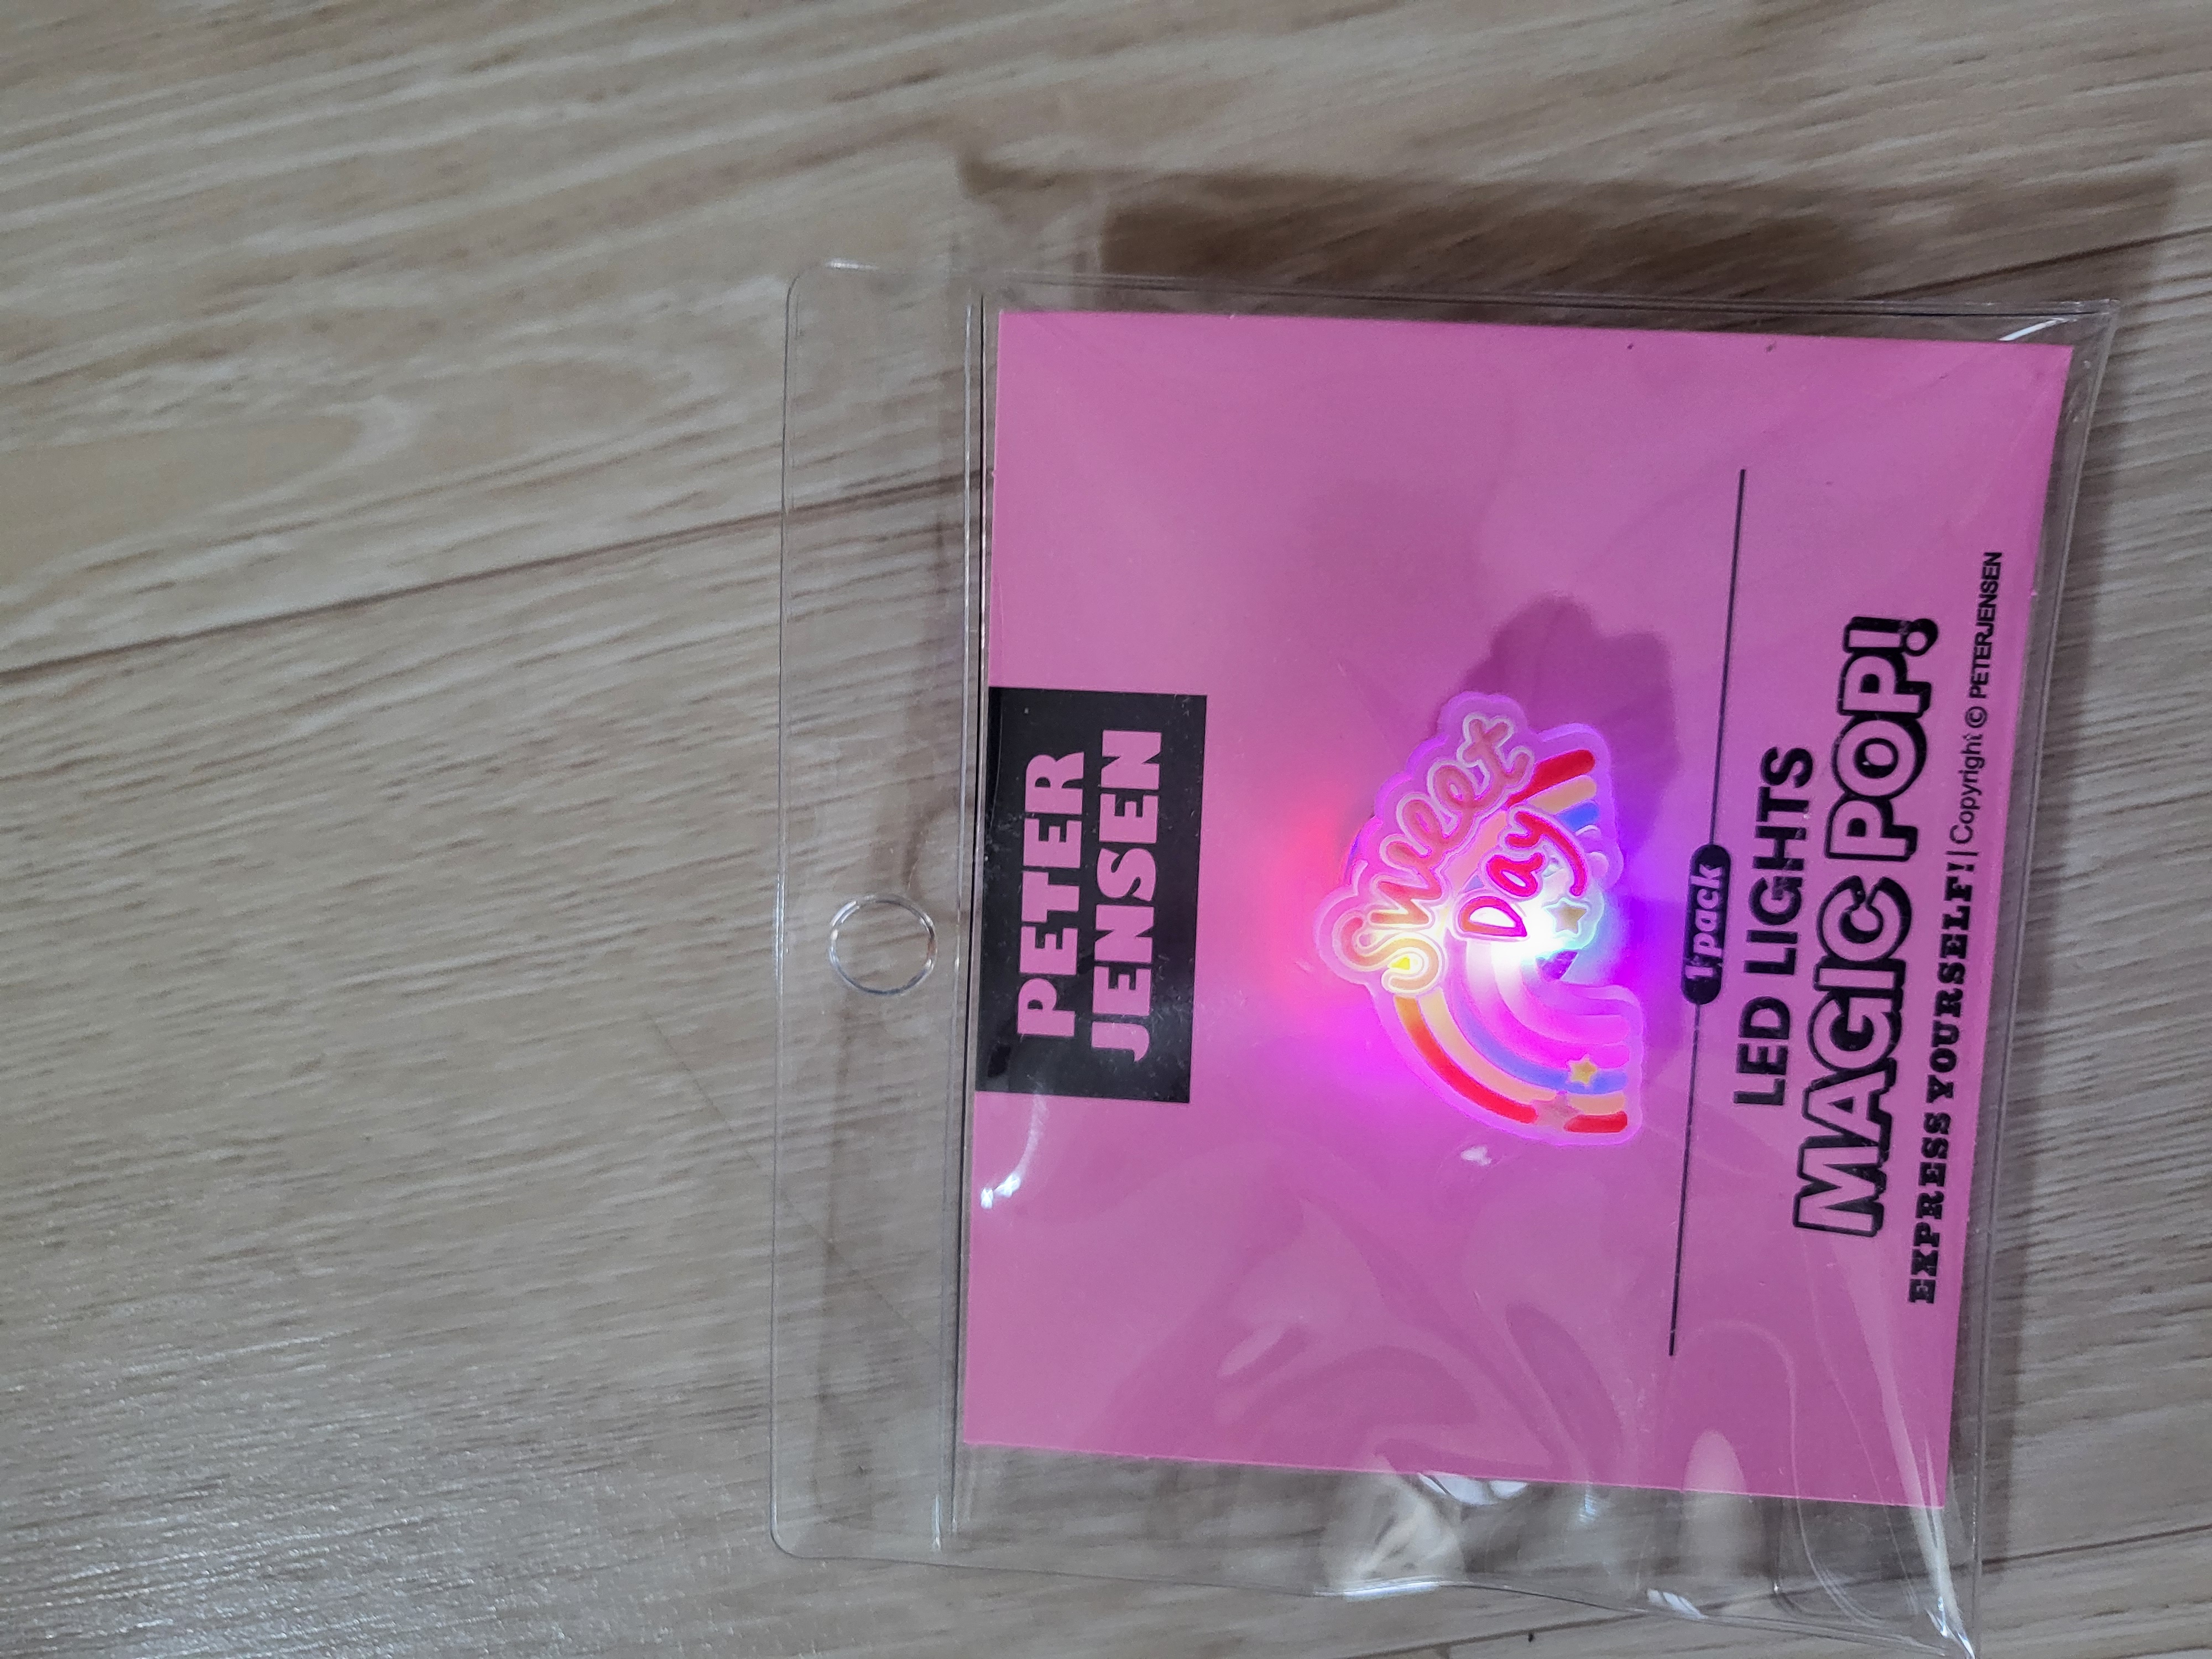 PETER
JENSEN
Sweet
Day
1 pack
LED LIGHTS
MAGIC POP!
EXPRESS YOURSELF! | Copyright © PETERJENSEN